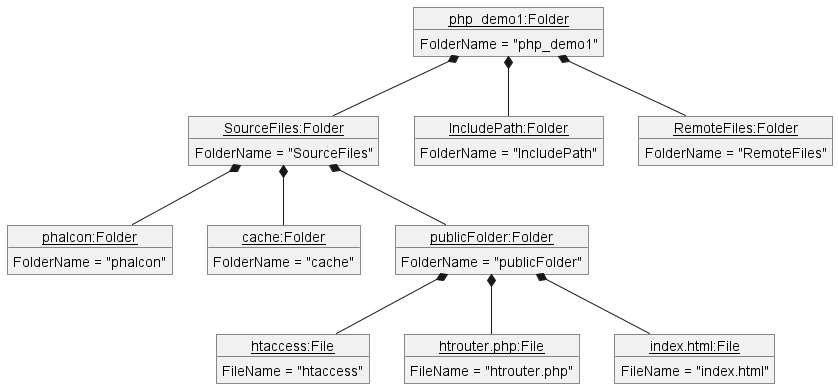 php_demo1:Folder
FolderName = "php_demo1"
SourceFiles:Folder
FolderName = "SourceFiles"
IncludePath:Folder
FolderName = "IncludePath"
RemoteFiles:Folder
FolderName = "RemoteFiles"
phalcon:Folder
FolderName = "phalcon"
cache:Folder
FolderName = "cache"
publicFolder:Folder
FolderName = "publicFolder"
htaccess:File
FileName = "htaccess"
htrouter.php:File
FileName = "htrouter.php"
index.html:File
FileName = "index.html"